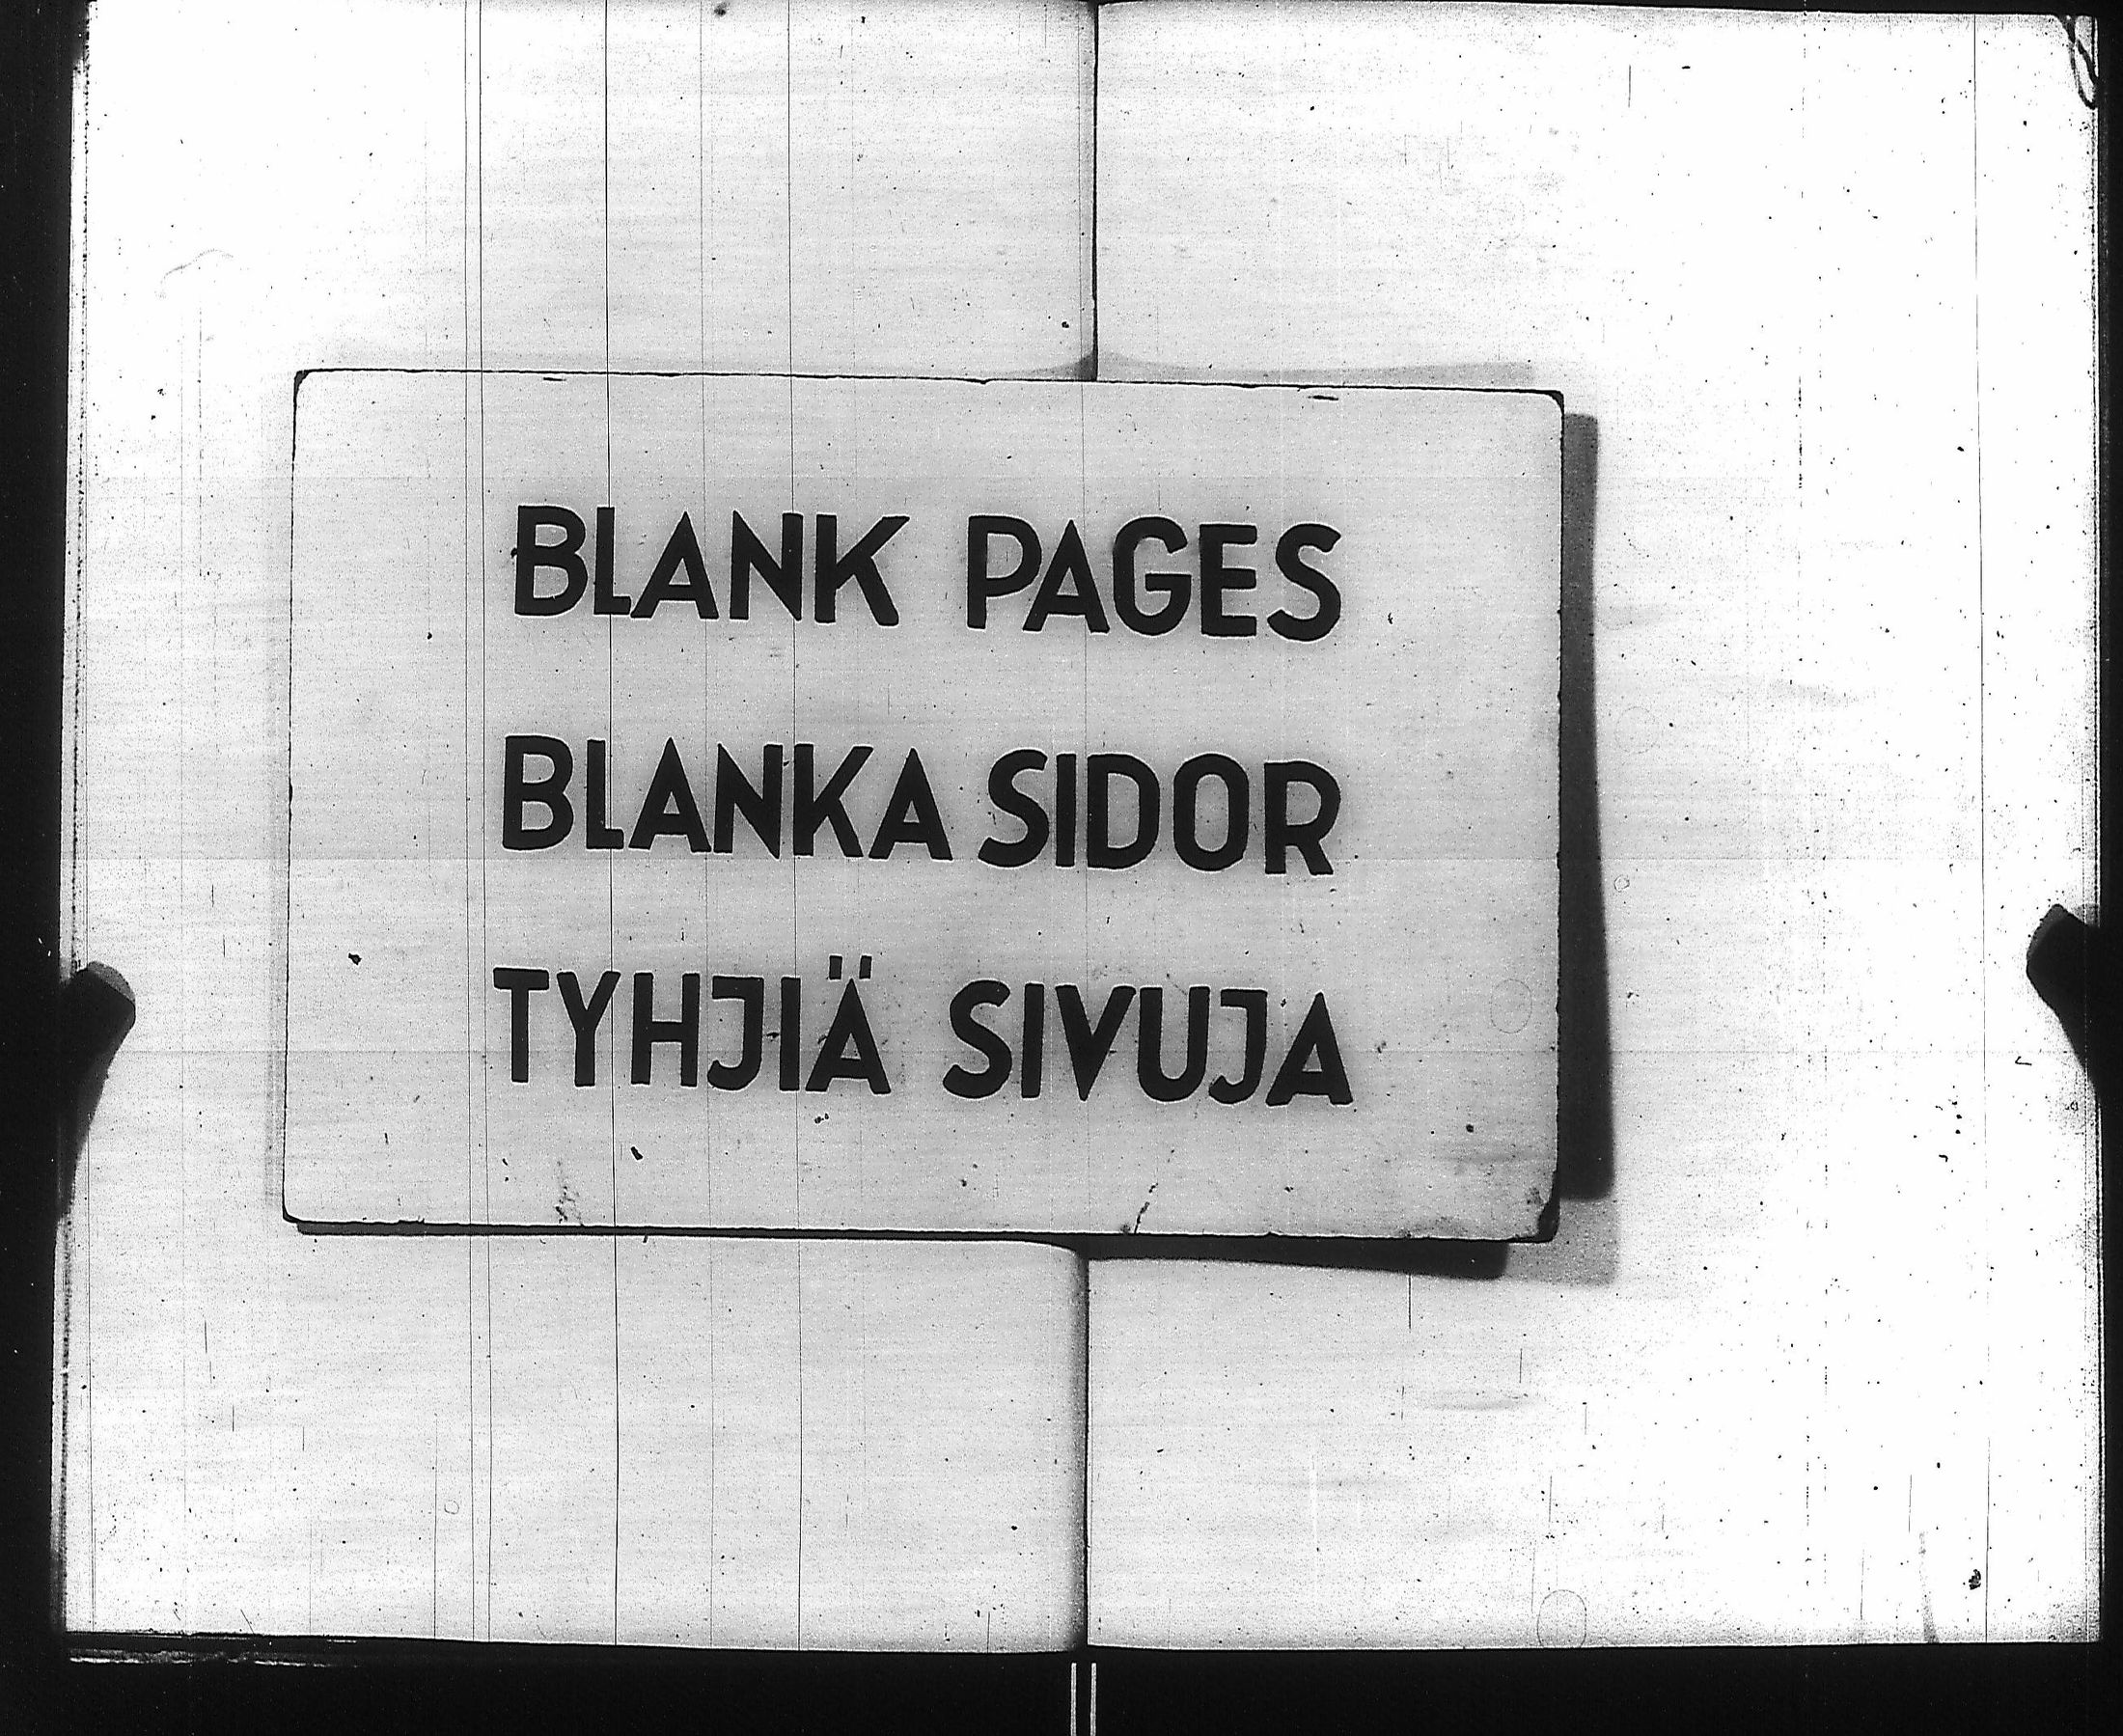 BLANK PAGES
BLANKA SIDOR
TYHJIÄ SIVUJA